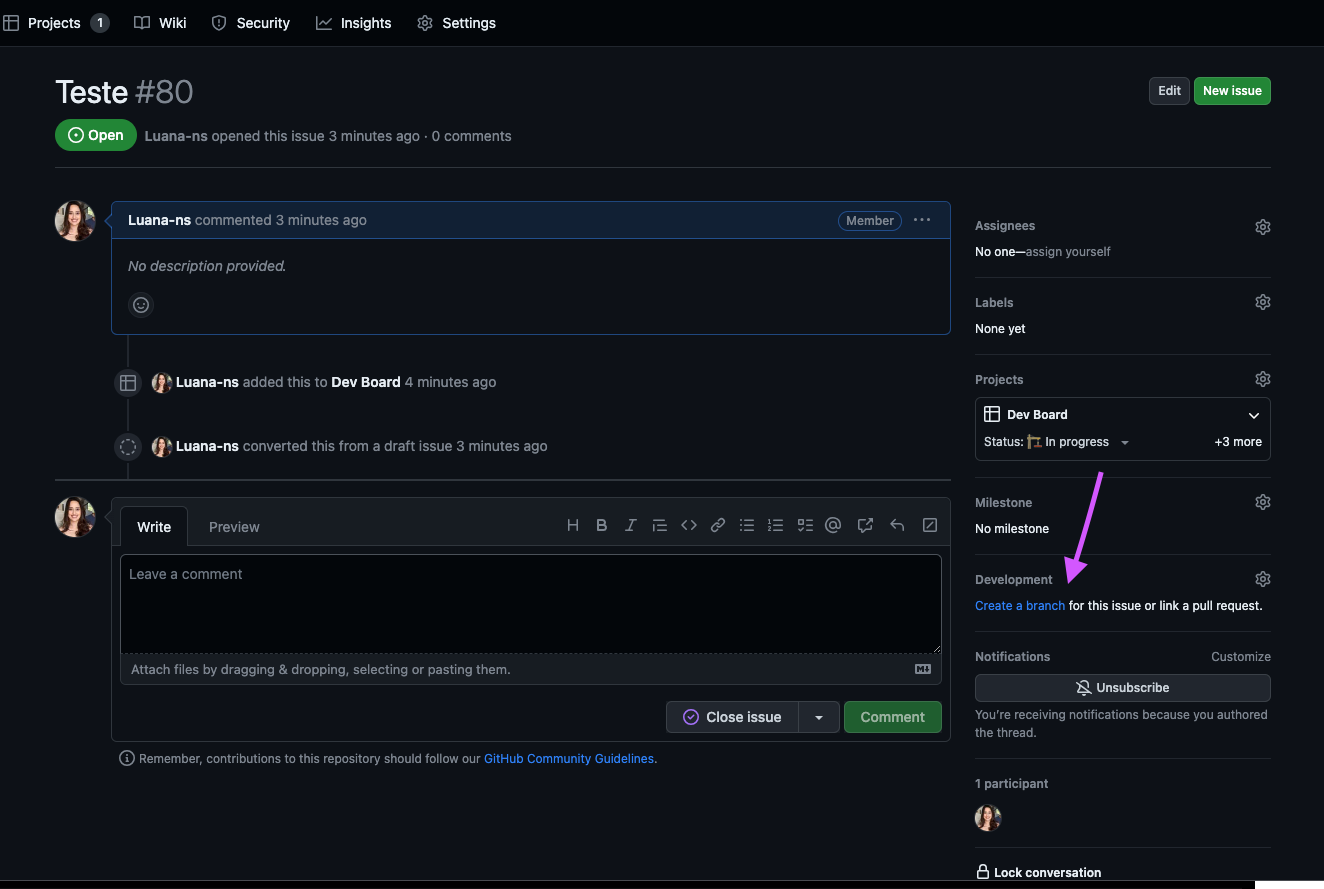 Projects 1 Wiki Security Insights Settings
Teste #80
Edit New issue
Open Luana-ns opened this issue 3 minutes ago · 0 comments
Luana-ns commented 3 minutes ago Member
No description provided.
Luana-ns added this to Dev Board 4 minutes ago
Luana-ns converted this from a draft issue 3 minutes ago
Write Preview
Leave a comment
Attach files by dragging & dropping, selecting or pasting them.
Close issue Comment
Remember, contributions to this repository should follow our GitHub Community Guidelines.
Assignees
No one—assign yourself
Labels
None yet
Projects
Dev Board
Status: In progress +3 more
Milestone
No milestone
Development
Create a branch for this issue or link a pull request.
Notifications Customize
Unsubscribe
You're receiving notifications because you authored
the thread.
1 participant
Lock conversation